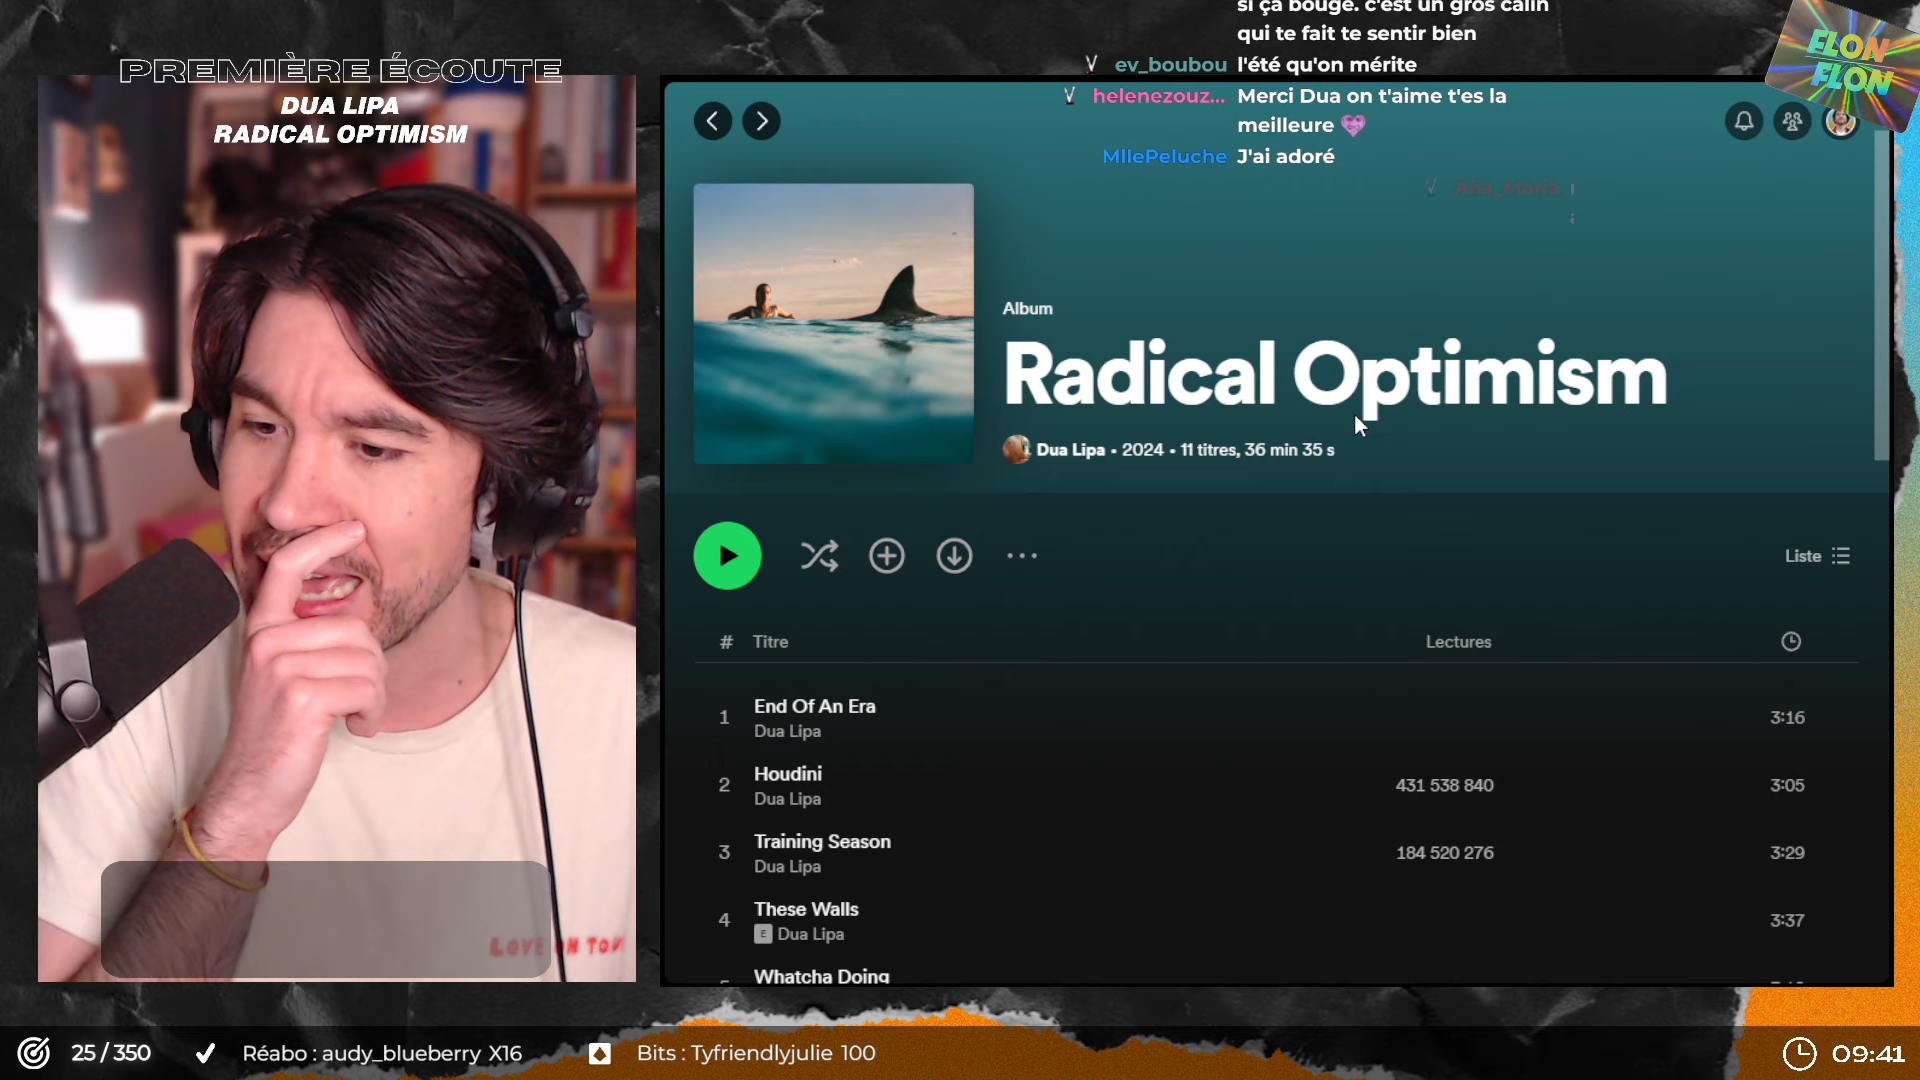 PREMIÈRE ÉCOUTE
DUA LIPA
RADICAL OPTIMISM
si ça bouge. c'est un gros calin
qui te fait te sentir bien
ev_boubou l'été qu'on mérite
helenezouz... Merci Dua on t'aime t'es la
meilleure
MllePeluche J'ai adoré
Alia_Maria
FLON
FLON
Album
Radical Optimism
Dua Lipa • 2024 • 11 titres, 36 min 35 s
Liste
# Titre Lectures
1 End Of An Era 3:16
Dua Lipa
2 Houdini 431 538 840 3:05
Dua Lipa
3 Training Season 184 520 276 3:29
Dua Lipa
4 These Walls 3:37
E Dua Lipa
Whatcha Doing
LOVE ON TOUR
25 / 350
Réabo : audy_blueberry X16
Bits : Tyfriendlyjulie 100
09:41